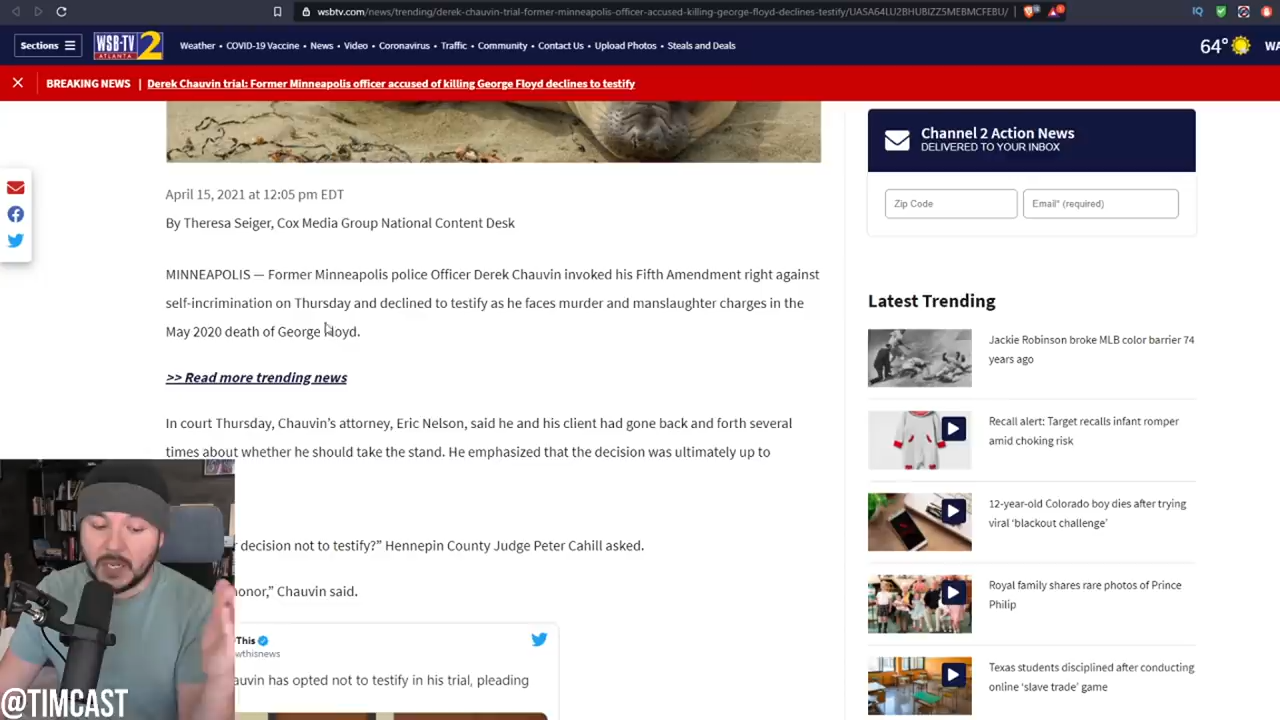 wsbtv.com/news/trending/derek-chauvin-trial-former-minneapolis-officer-accused-killing-george-floyd-declines-testify/UASA64LU2BHUBIZZ5MEBMCFEBU/
Sections
WSB-TV 2
ATLANTA
Weather • COVID-19 Vaccine • News • Video • Coronavirus • Traffic • Community • Contact Us • Upload Photos • Steals and Deals
64°
WA
BREAKING NEWS | Derek Chauvin trial: Former Minneapolis officer accused of killing George Floyd declines to testify
April 15, 2021 at 12:05 pm EDT
By Theresa Seiger, Cox Media Group National Content Desk
MINNEAPOLIS — Former Minneapolis police Officer Derek Chauvin invoked his Fifth Amendment right against
self-incrimination on Thursday and declined to testify as he faces murder and manslaughter charges in the
May 2020 death of George Floyd.
>> Read more trending news
In court Thursday, Chauvin's attorney, Eric Nelson, said he and his client had gone back and forth several
times about whether he should take the stand. He emphasized that the decision was ultimately up to
r decision not to testify?" Hennepin County Judge Peter Cahill asked.
onor," Chauvin said.
This
wthisnews
auvin has opted not to testify in his trial, pleading
@TIMCAST
Channel 2 Action News
DELIVERED TO YOUR INBOX
Zip Code
Email* (required)
Latest Trending
Jackie Robinson broke MLB color barrier 74
years ago
Recall alert: Target recalls infant romper
amid choking risk
12-year-old Colorado boy dies after trying
viral 'blackout challenge'
Royal family shares rare photos of Prince
Philip
Texas students disciplined after conducting
online 'slave trade' game